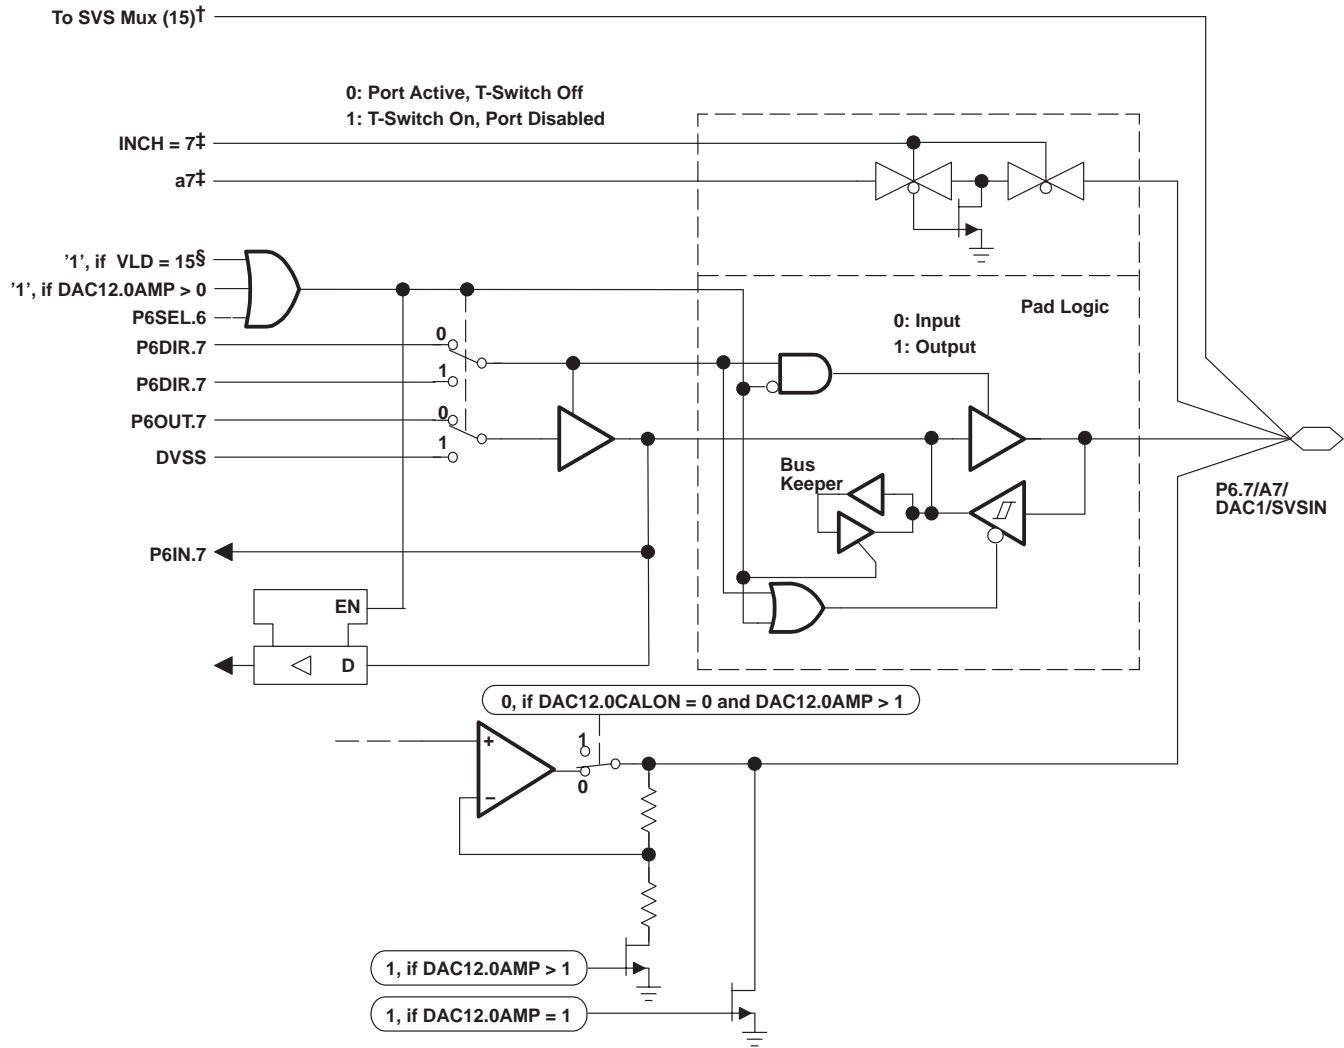 To SVS Mux (15)†
0: Port Active, T-Switch Off
1: T-Switch On, Port Disabled
INCH = 7‡
a7‡
'1', if VLD = 15§
'1', if DAC12.0AMP > 0
P6SEL.6
P6DIR.7
P6DIR.7
P6OUT.7
DVSS
0
1
0
1
Pad Logic
0: Input
1: Output
Bus
Keeper
P6.7/A7/
DAC1/SVSIN
P6IN.7
EN
D
0, if DAC12.0CALON = 0 and DAC12.0AMP > 1
+
−
1
0
1, if DAC12.0AMP > 1
1, if DAC12.0AMP = 1